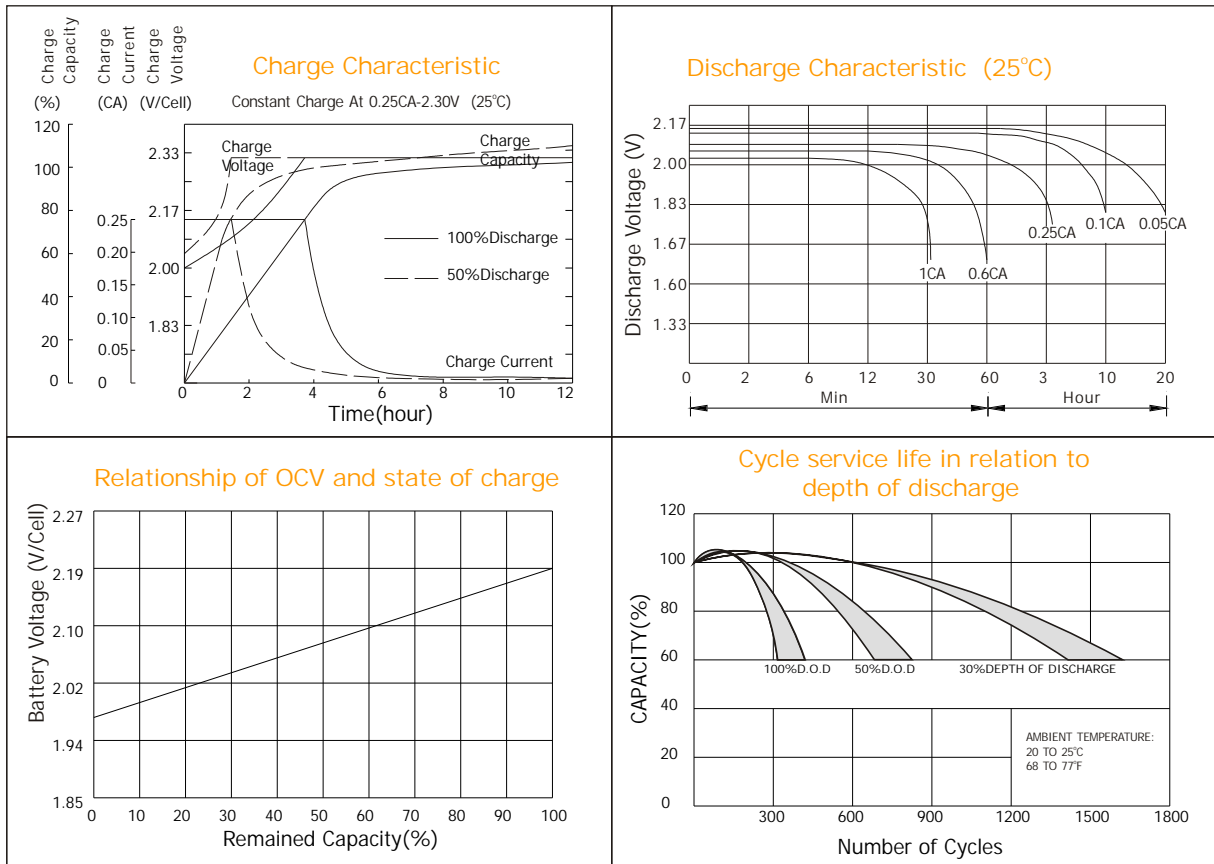 Charge Capacity
Charge Current
Charge Voltage
(%)
(CA)
(V/Cell)
Charge Characteristic
Constant Charge At 0.25CA-2.30V (25°C)
120
100
80
60
40
20
0
0.25
0.20
0.15
0.10
0.05
0
2.33
2.17
2.00
1.83
Charge Voltage
Charge Capacity
100%Discharge
50%Discharge
Charge Current
0 2 4 6 8 10 12
Time(hour)
Discharge Characteristic (25°C)
Discharge Voltage (V)
2.17
2.00
1.83
1.67
1.60
1.33
1CA
0.6CA
0.25CA
0.1CA
0.05CA
0 2 6 12 30 60 3 10 20
Min
Hour
Relationship of OCV and state of charge
Battery Voltage (V/Cell)
2.27
2.19
2.10
2.02
1.94
1.85
0 10 20 30 40 50 60 70 80 90 100
Remained Capacity(%)
Cycle service life in relation to
depth of discharge
CAPACITY(%)
120
100
80
60
40
20
0
100%D.O.D
50%D.O.D
30%DEPTH OF DISCHARGE
AMBIENT TEMPERATURE:
20 TO 25°C
68 TO 77°F
300 600 900 1200 1500 1800
Number of Cycles